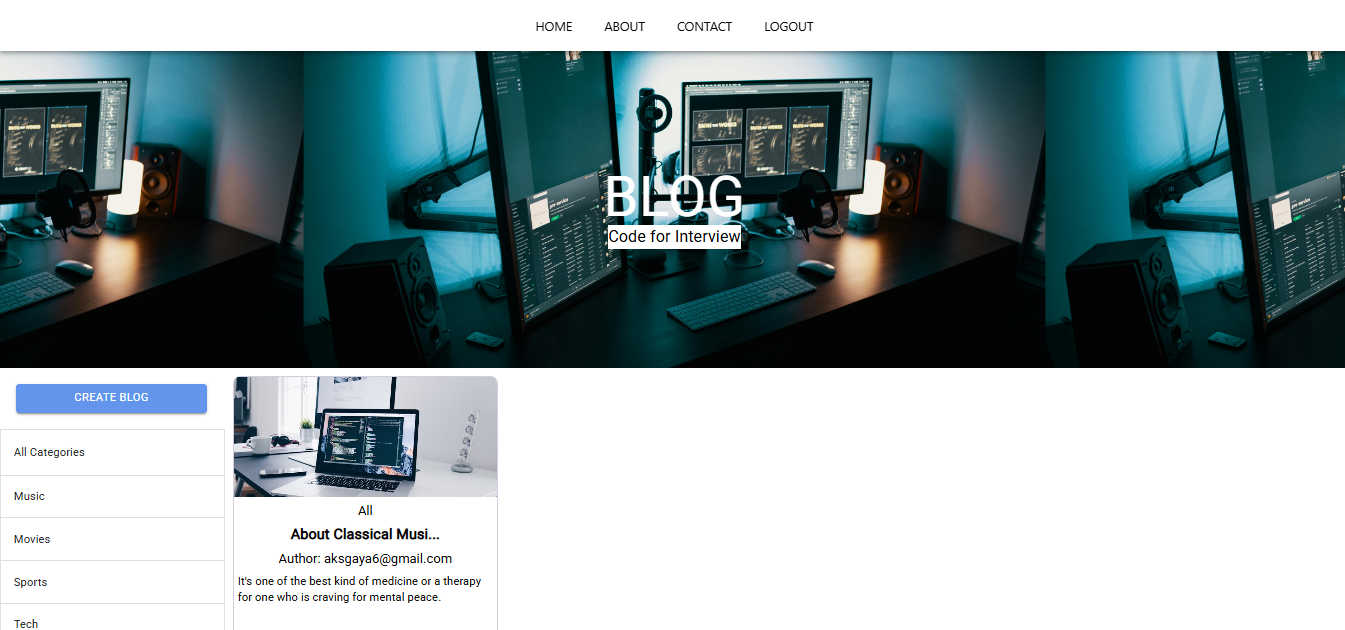 HOME ABOUT CONTACT LOGOUT
BLOG
Code for Interview
CREATE BLOG
All Categories
Music
Movies
Sports
Tech
All
About Classical Musi...
Author: aksgaya6@gmail.com
It's one of the best kind of medicine or a therapy
for one who is craving for mental peace.